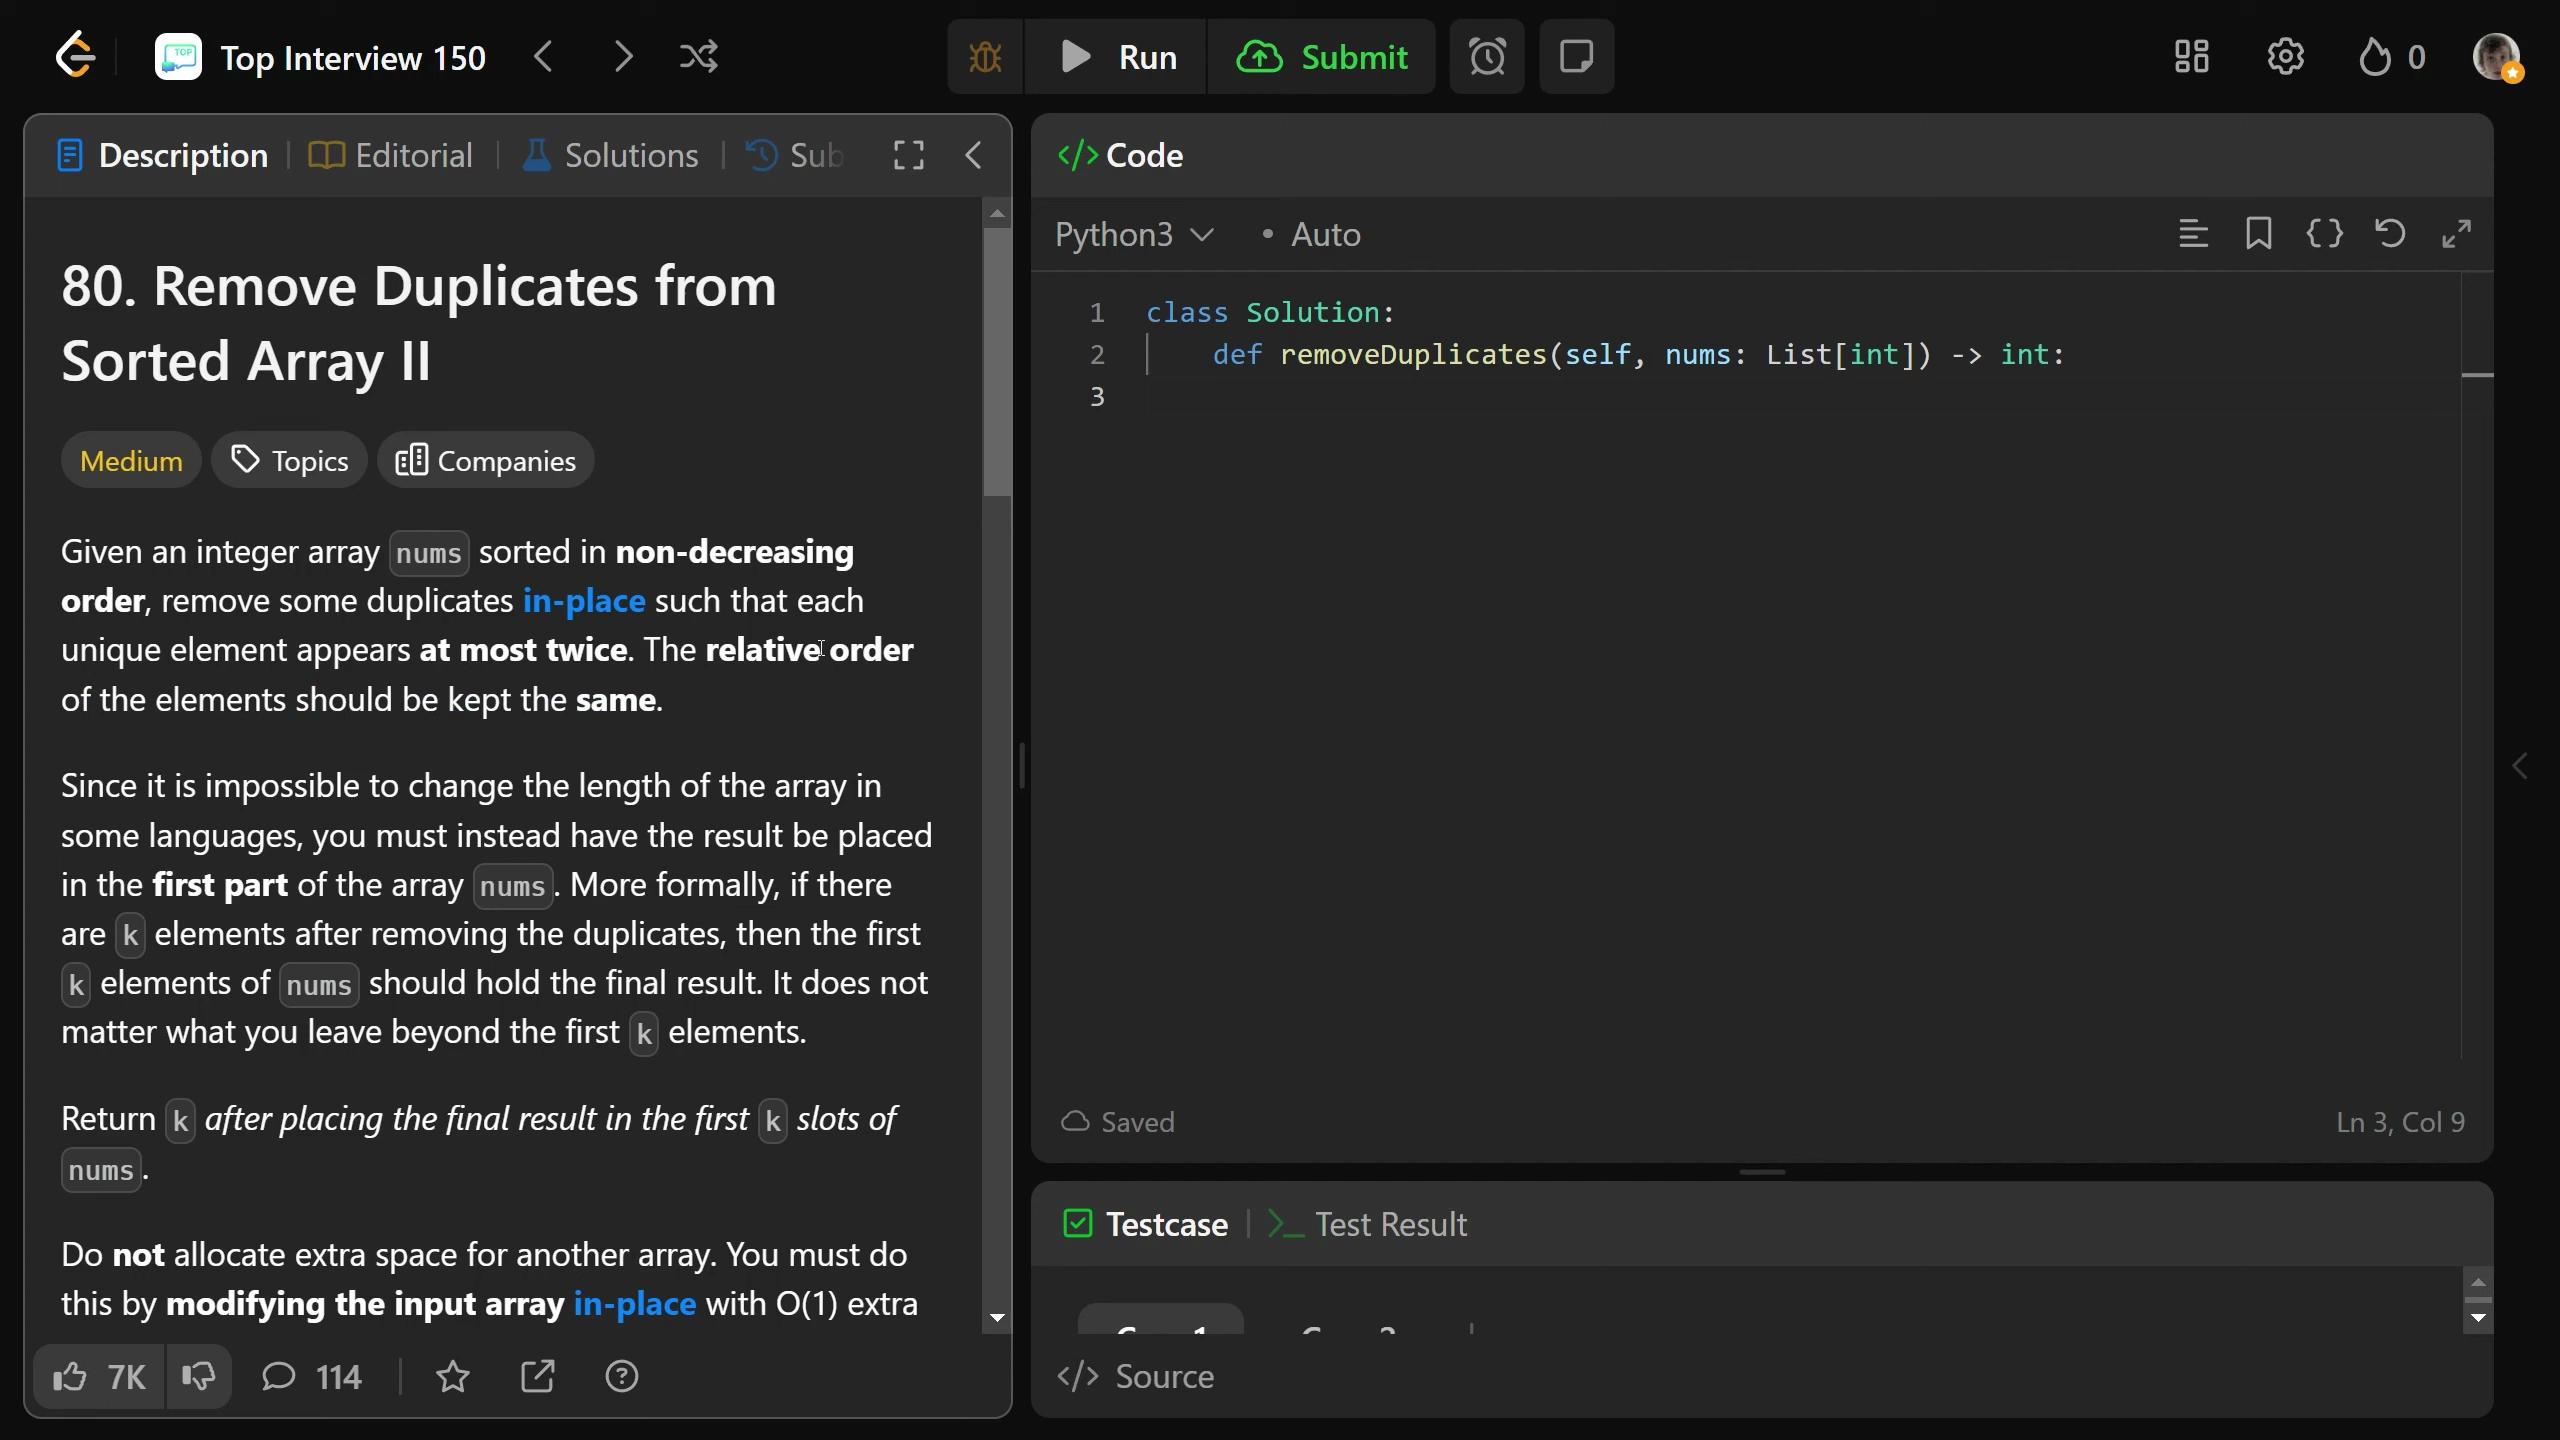 Top Interview 150
Run
Submit
0
Description
Editorial
Solutions
Sub
Code
Python3
Auto
80. Remove Duplicates from
Sorted Array II
Medium
Topics
Companies
Given an integer array nums sorted in non-decreasing
order, remove some duplicates in-place such that each
unique element appears at most twice. The relative order
of the elements should be kept the same.
Since it is impossible to change the length of the array in
some languages, you must instead have the result be placed
in the first part of the array nums. More formally, if there
are k elements after removing the duplicates, then the first
k elements of nums should hold the final result. It does not
matter what you leave beyond the first k elements.
Return k after placing the final result in the first k slots of
nums.
Do not allocate extra space for another array. You must do
this by modifying the input array in-place with O(1) extra
7K
114
1 class Solution:
2 def removeDuplicates(self, nums: List[int]) -> int:
3
Saved
Ln 3, Col 9
Testcase
>_ Test Result
</> Source